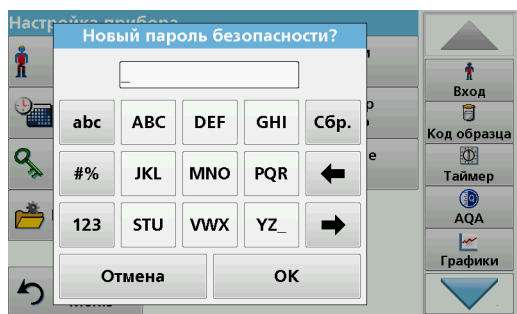 Настройка прибора
Новый пароль безопасности?
_
abc ABC DEF GHI Сбр.
#% JKL MNO PQR
123 STU VWX YZ_
Отмена OK
Вход
Код образца
Таймер
AQA
Графики